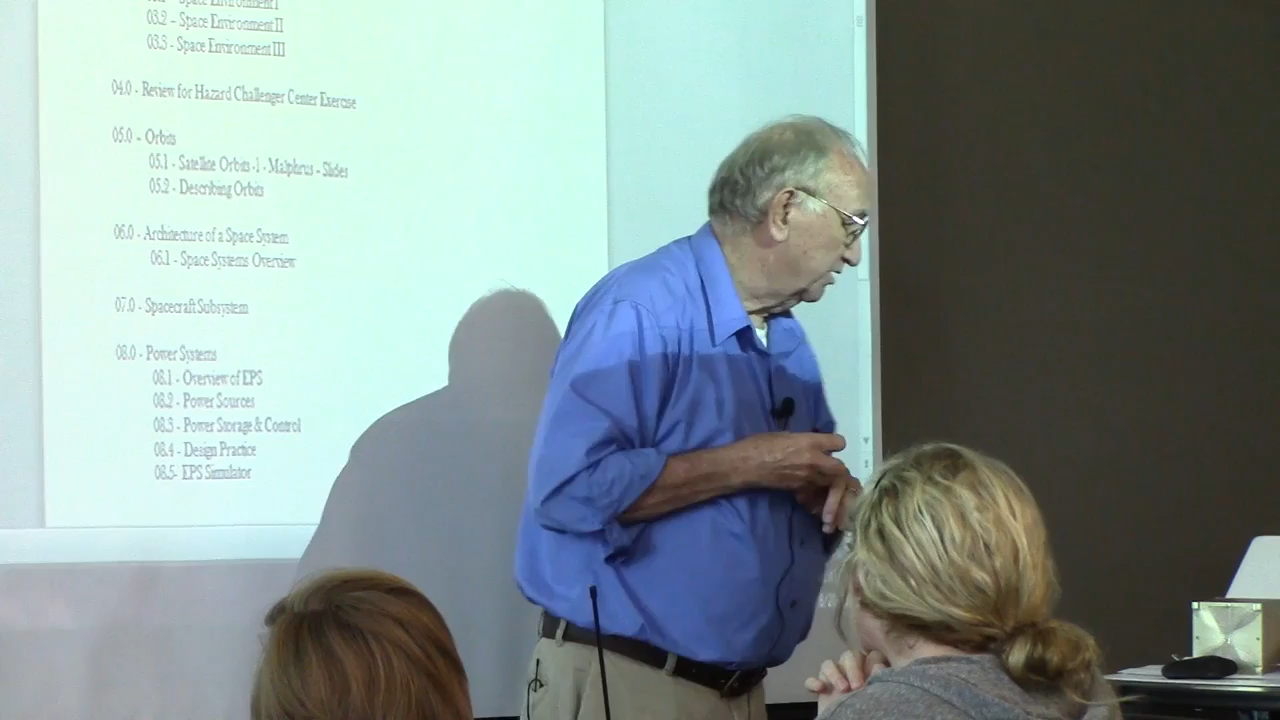 Space Environment I
03.2 - Space Environment II
03.3 - Space Environment III
04.0 - Review for Hazard Challenger Center Exercise
05.0 - Orbits
05.1 - Satellite Orbits -1 - Malphrus - Slides
05.2 - Describing Orbits
06.0 - Architecture of a Space System
06.1 - Space Systems Overview
07.0 - Spacecraft Subsystem
08.0 - Power Systems
08.1 - Overview of EPS
08.2 - Power Sources
08.3 - Power Storage & Control
08.4 - Design Practice
08.5- EPS Simulator